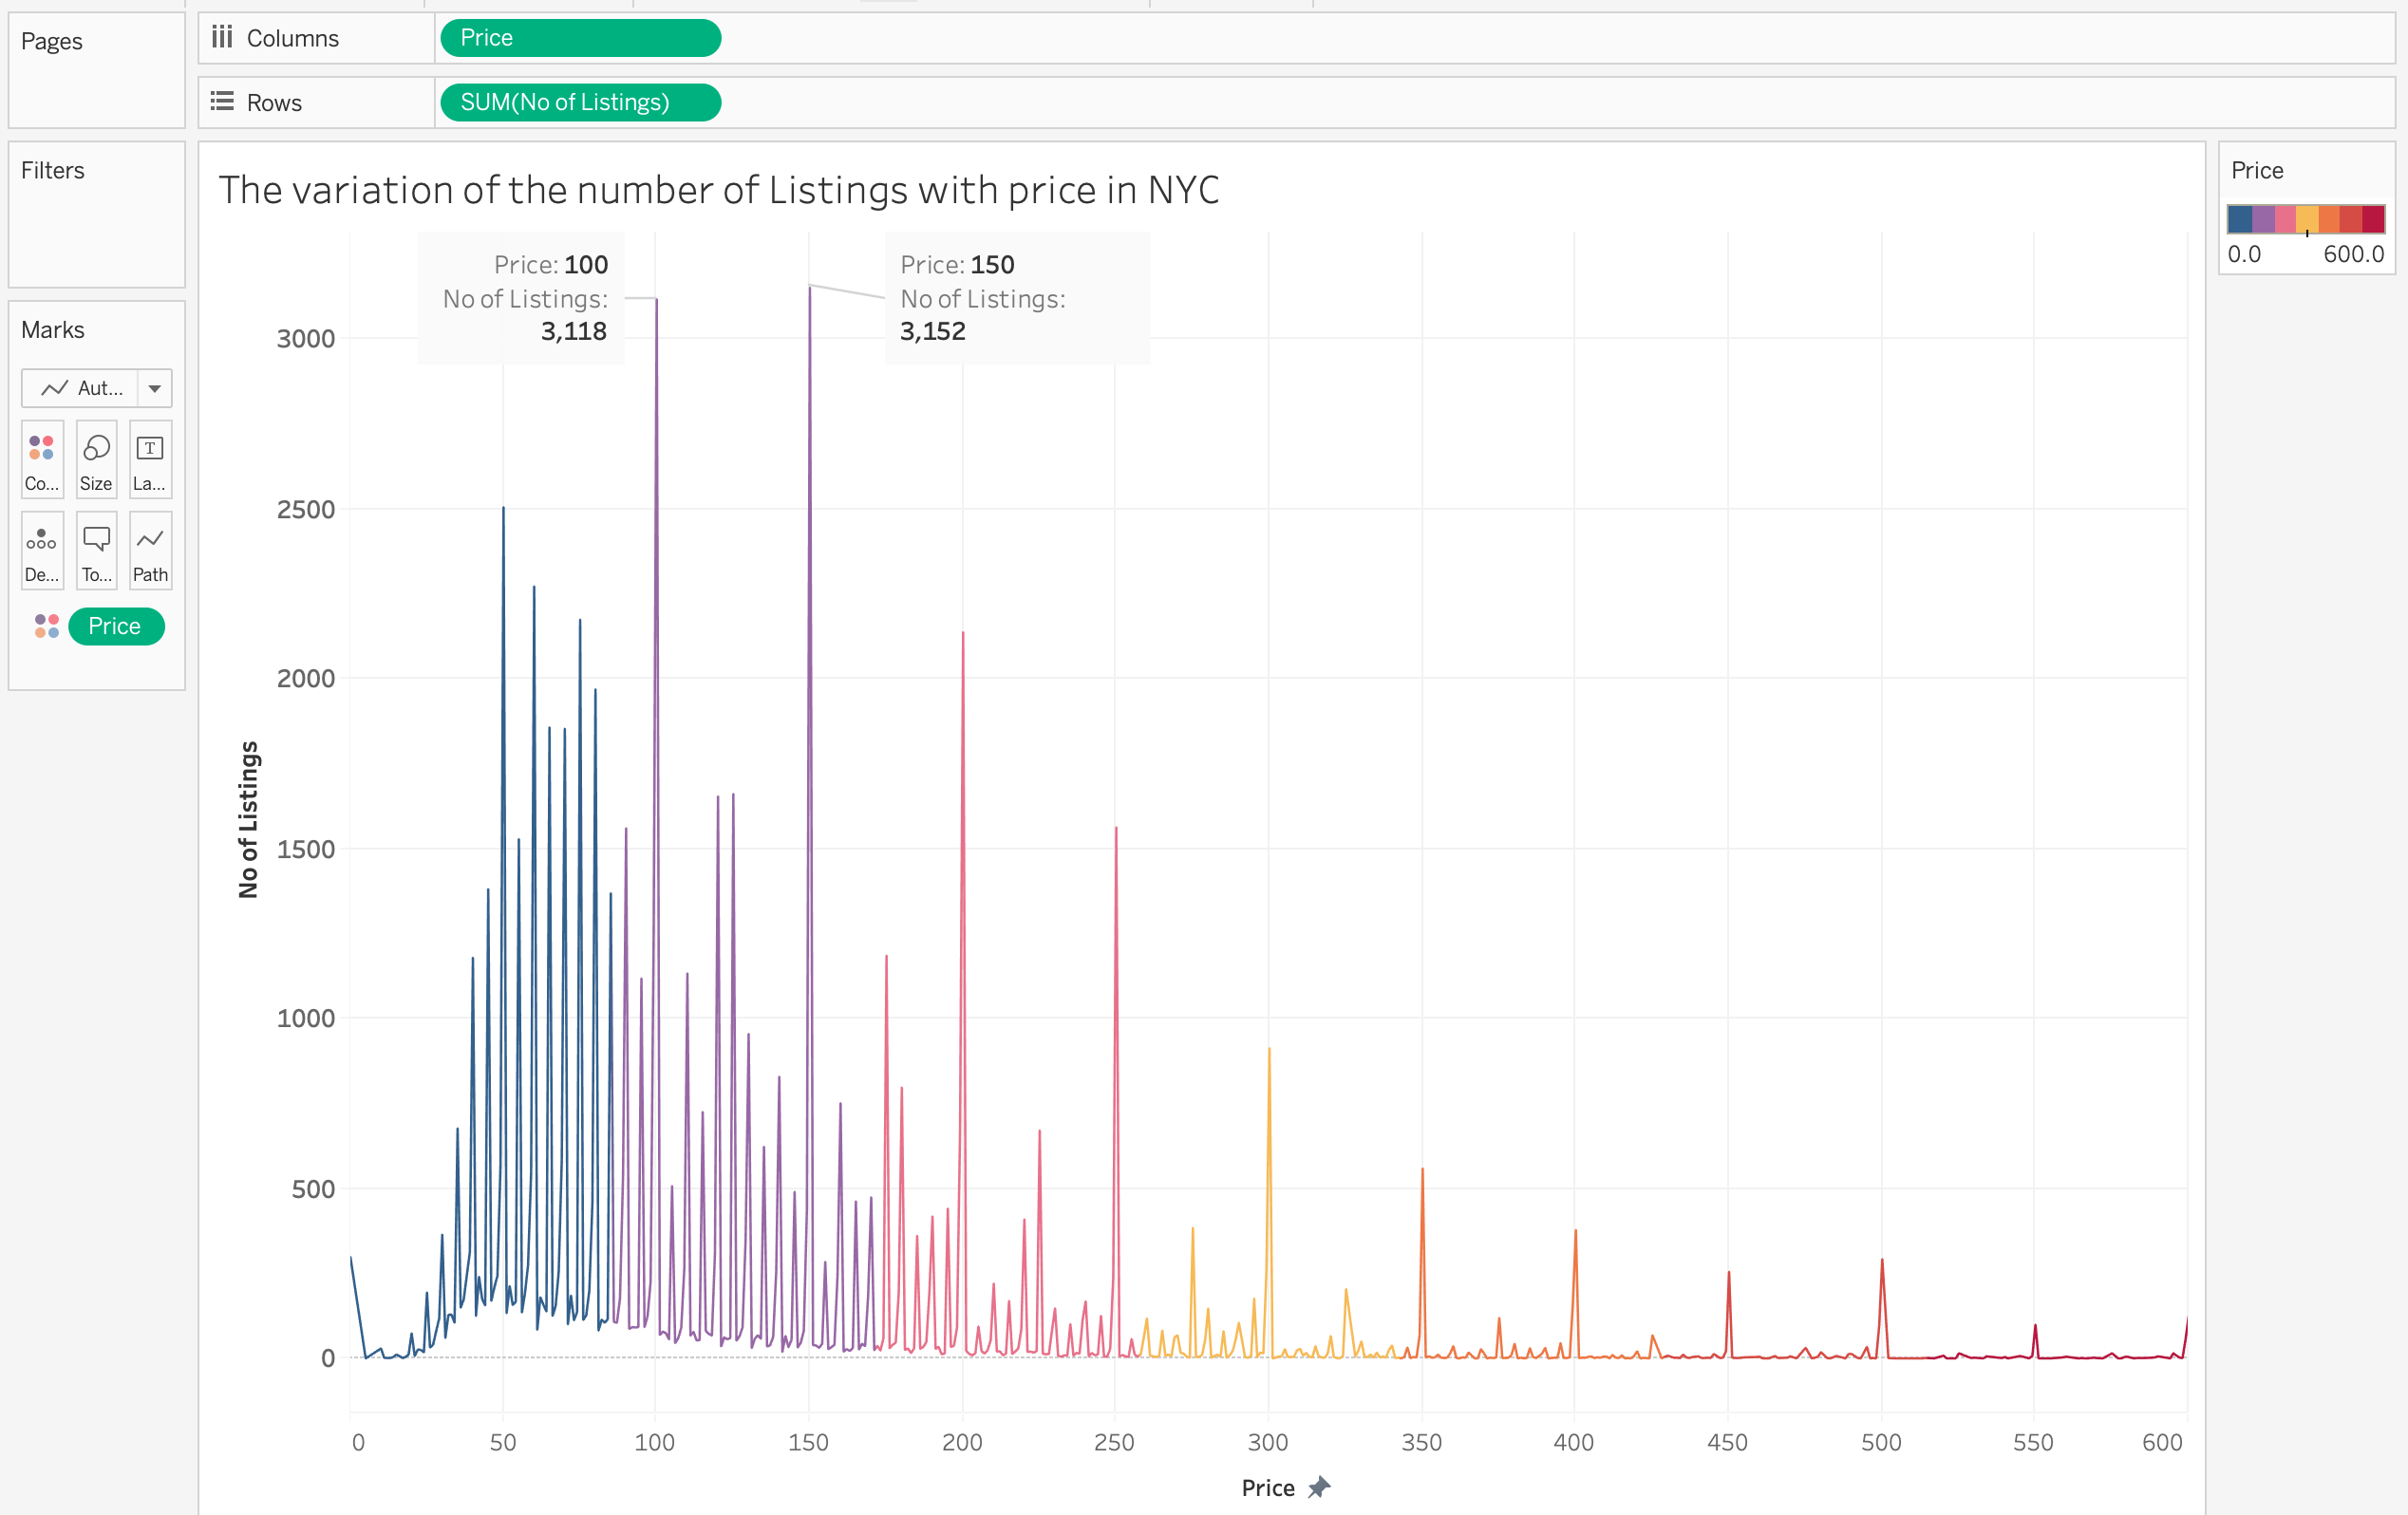 Pages
Columns
Price
Rows
SUM(No of Listings)
Filters
Marks
Aut...
Co...
Size
La...
De...
To...
Path
Price
The variation of the number of Listings with price in NYC
Price: 100
No of Listings:
3,118
Price: 150
No of Listings:
3,152
No of Listings
3000
2500
2000
1500
1000
500
0
0 50 100 150 200 250 300 350 400 450 500 550 600
Price
Price
0.0 600.0